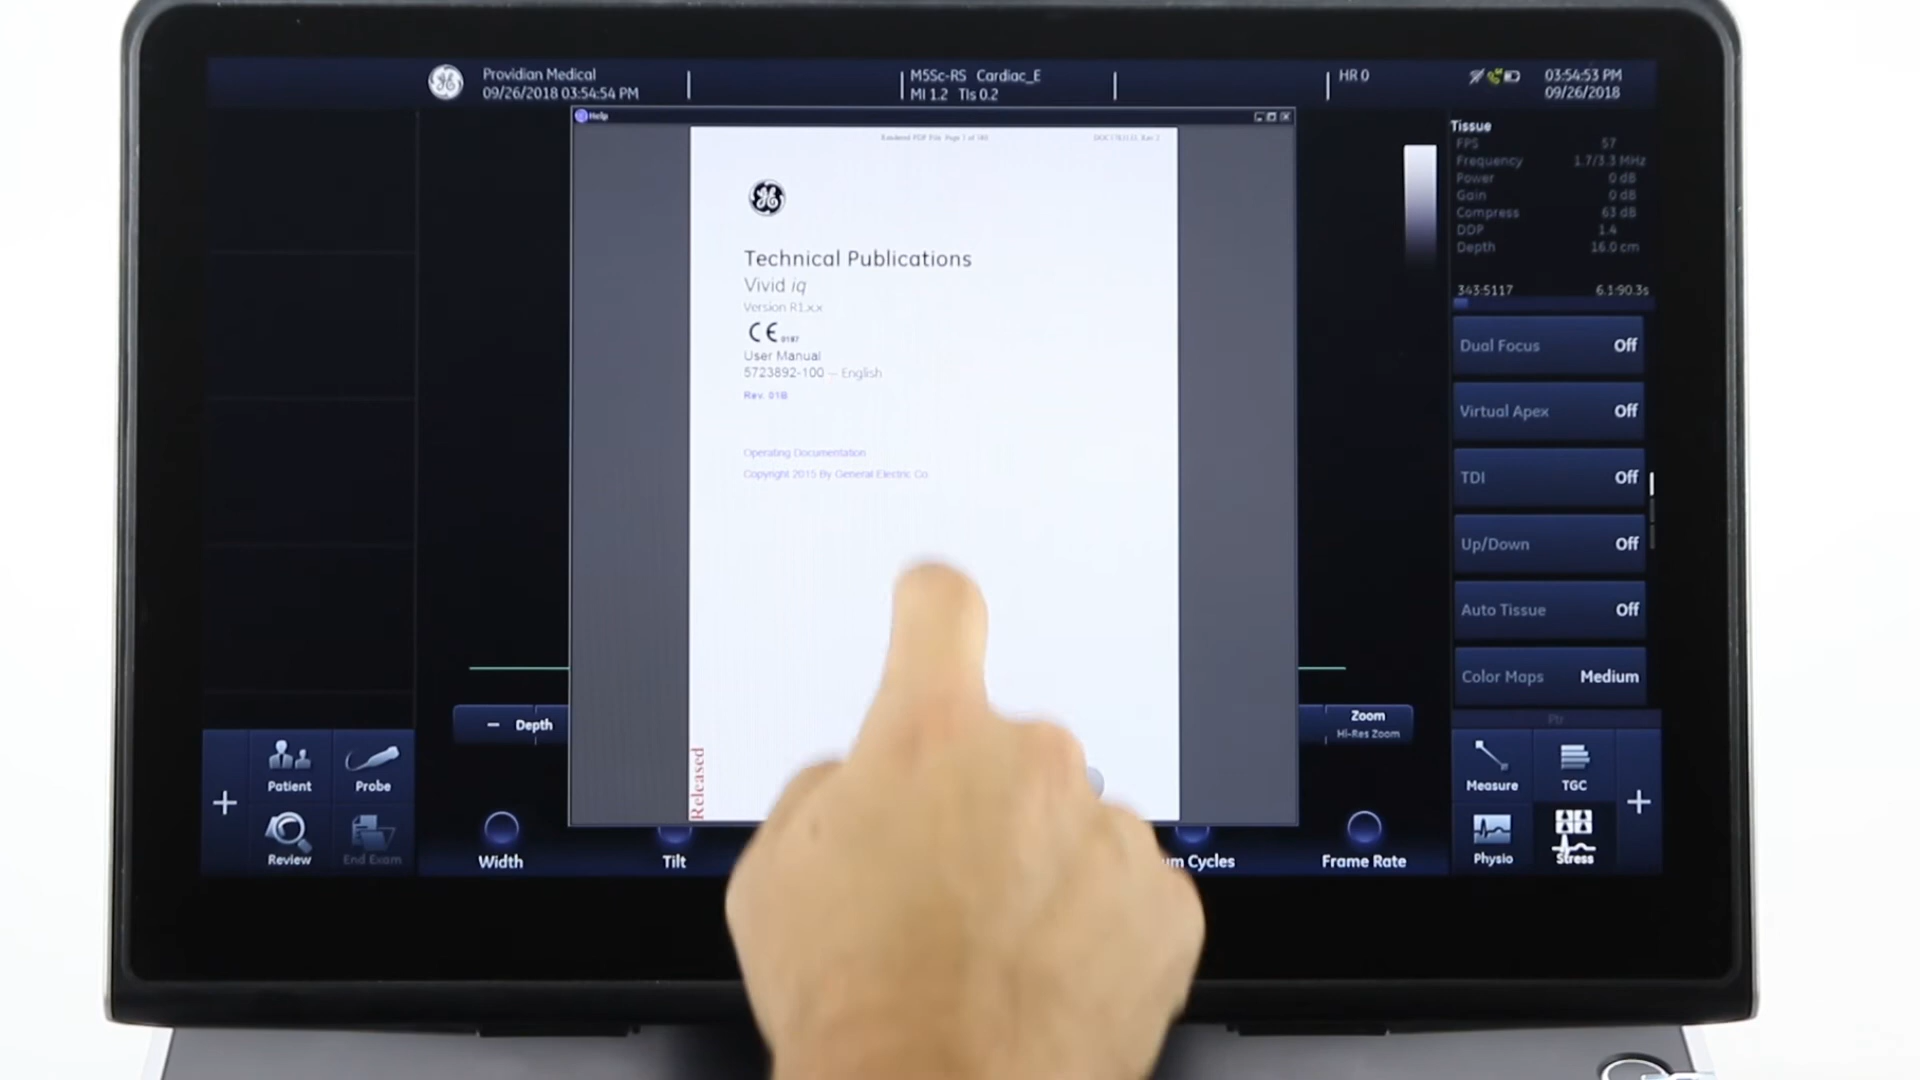 Providian Medical
09/26/2018 03:54:54 PM
M5Sc-RS Cardiac_E
MI 1.2 TIs 0.2
HR 0
03:54:53 PM
09/26/2018
Help
Technical Publications
Vivid iq
Version R1.x.x
CE 0197
User Manual
5723892-100 – English
Rev. 01B
Operating Documentation
Copyright 2015 By General Electric Co.
Released
Tissue
FPS 57
Frequency 1.7/3.3 MHz
Power 0 dB
Gain 0 dB
Compress 63 dB
DDP 1.4
Depth 16.0 cm
343:5117 6.1:90.3s
Dual Focus Off
Virtual Apex Off
TDI Off
Up/Down Off
Auto Tissue Off
Color Maps Medium
Ptr
− Depth
Zoom
Hi-Res Zoom
+
Patient
Probe
Review
End Exam
Width
Tilt
Cycles
Frame Rate
Measure
TGC
Physio
Stress
+